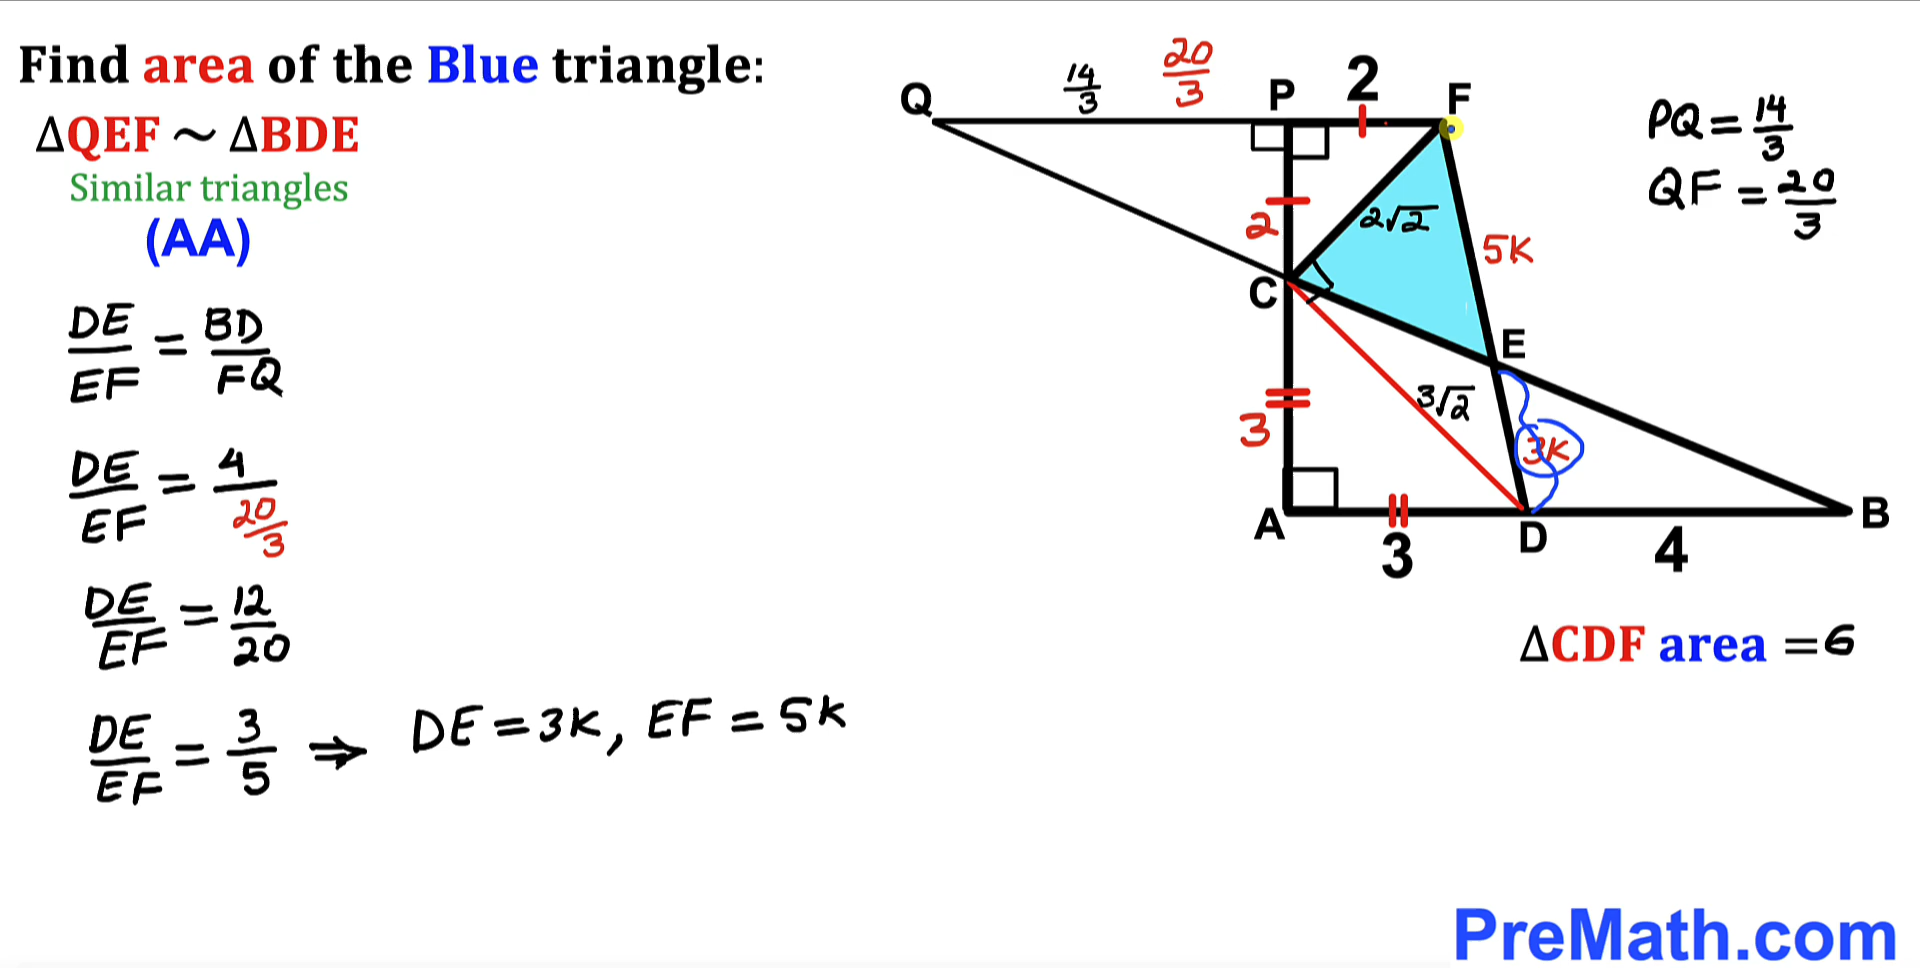 Find area of the Blue triangle:
ΔQEF ~ ΔBDE
Similar triangles
(AA)
DE/EF = BD/FQ
DE/EF = 4/(20/3)
DE/EF = 12/20
DE/EF = 3/5 ⇒ DE = 3K, EF = 5K
Q 14/3 20/3 P 2 F
PQ = 14/3
QF = 20/3
2 2√2 5K
C E
3 3√2 3K
A 3 D 4 B
ΔCDF area = 6
PreMath.com